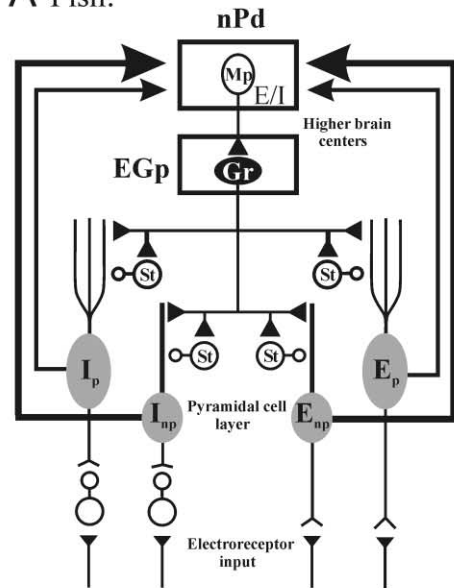 A Fish.
nPd
Mp
E/I
Higher brain
centers
EGp
Gr
St
St
St
St
Ip
Ep
Inp
Pyramidal cell
layer
Enp
Electroreceptor
input